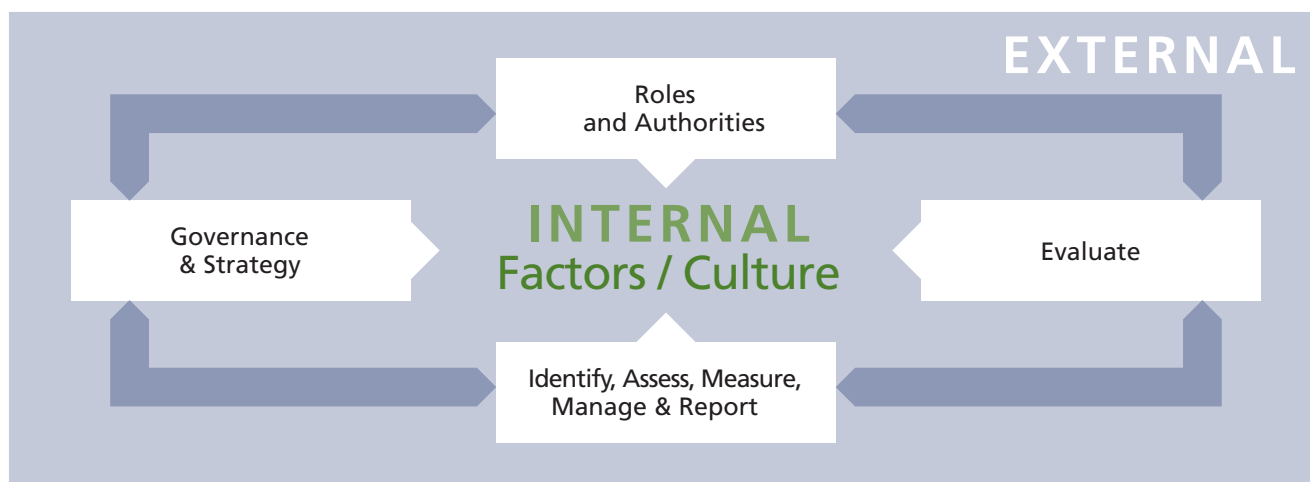 EXTERNAL
Roles
and Authorities
Governance
& Strategy
INTERNAL
Factors / Culture
Evaluate
Identify, Assess, Measure,
Manage & Report